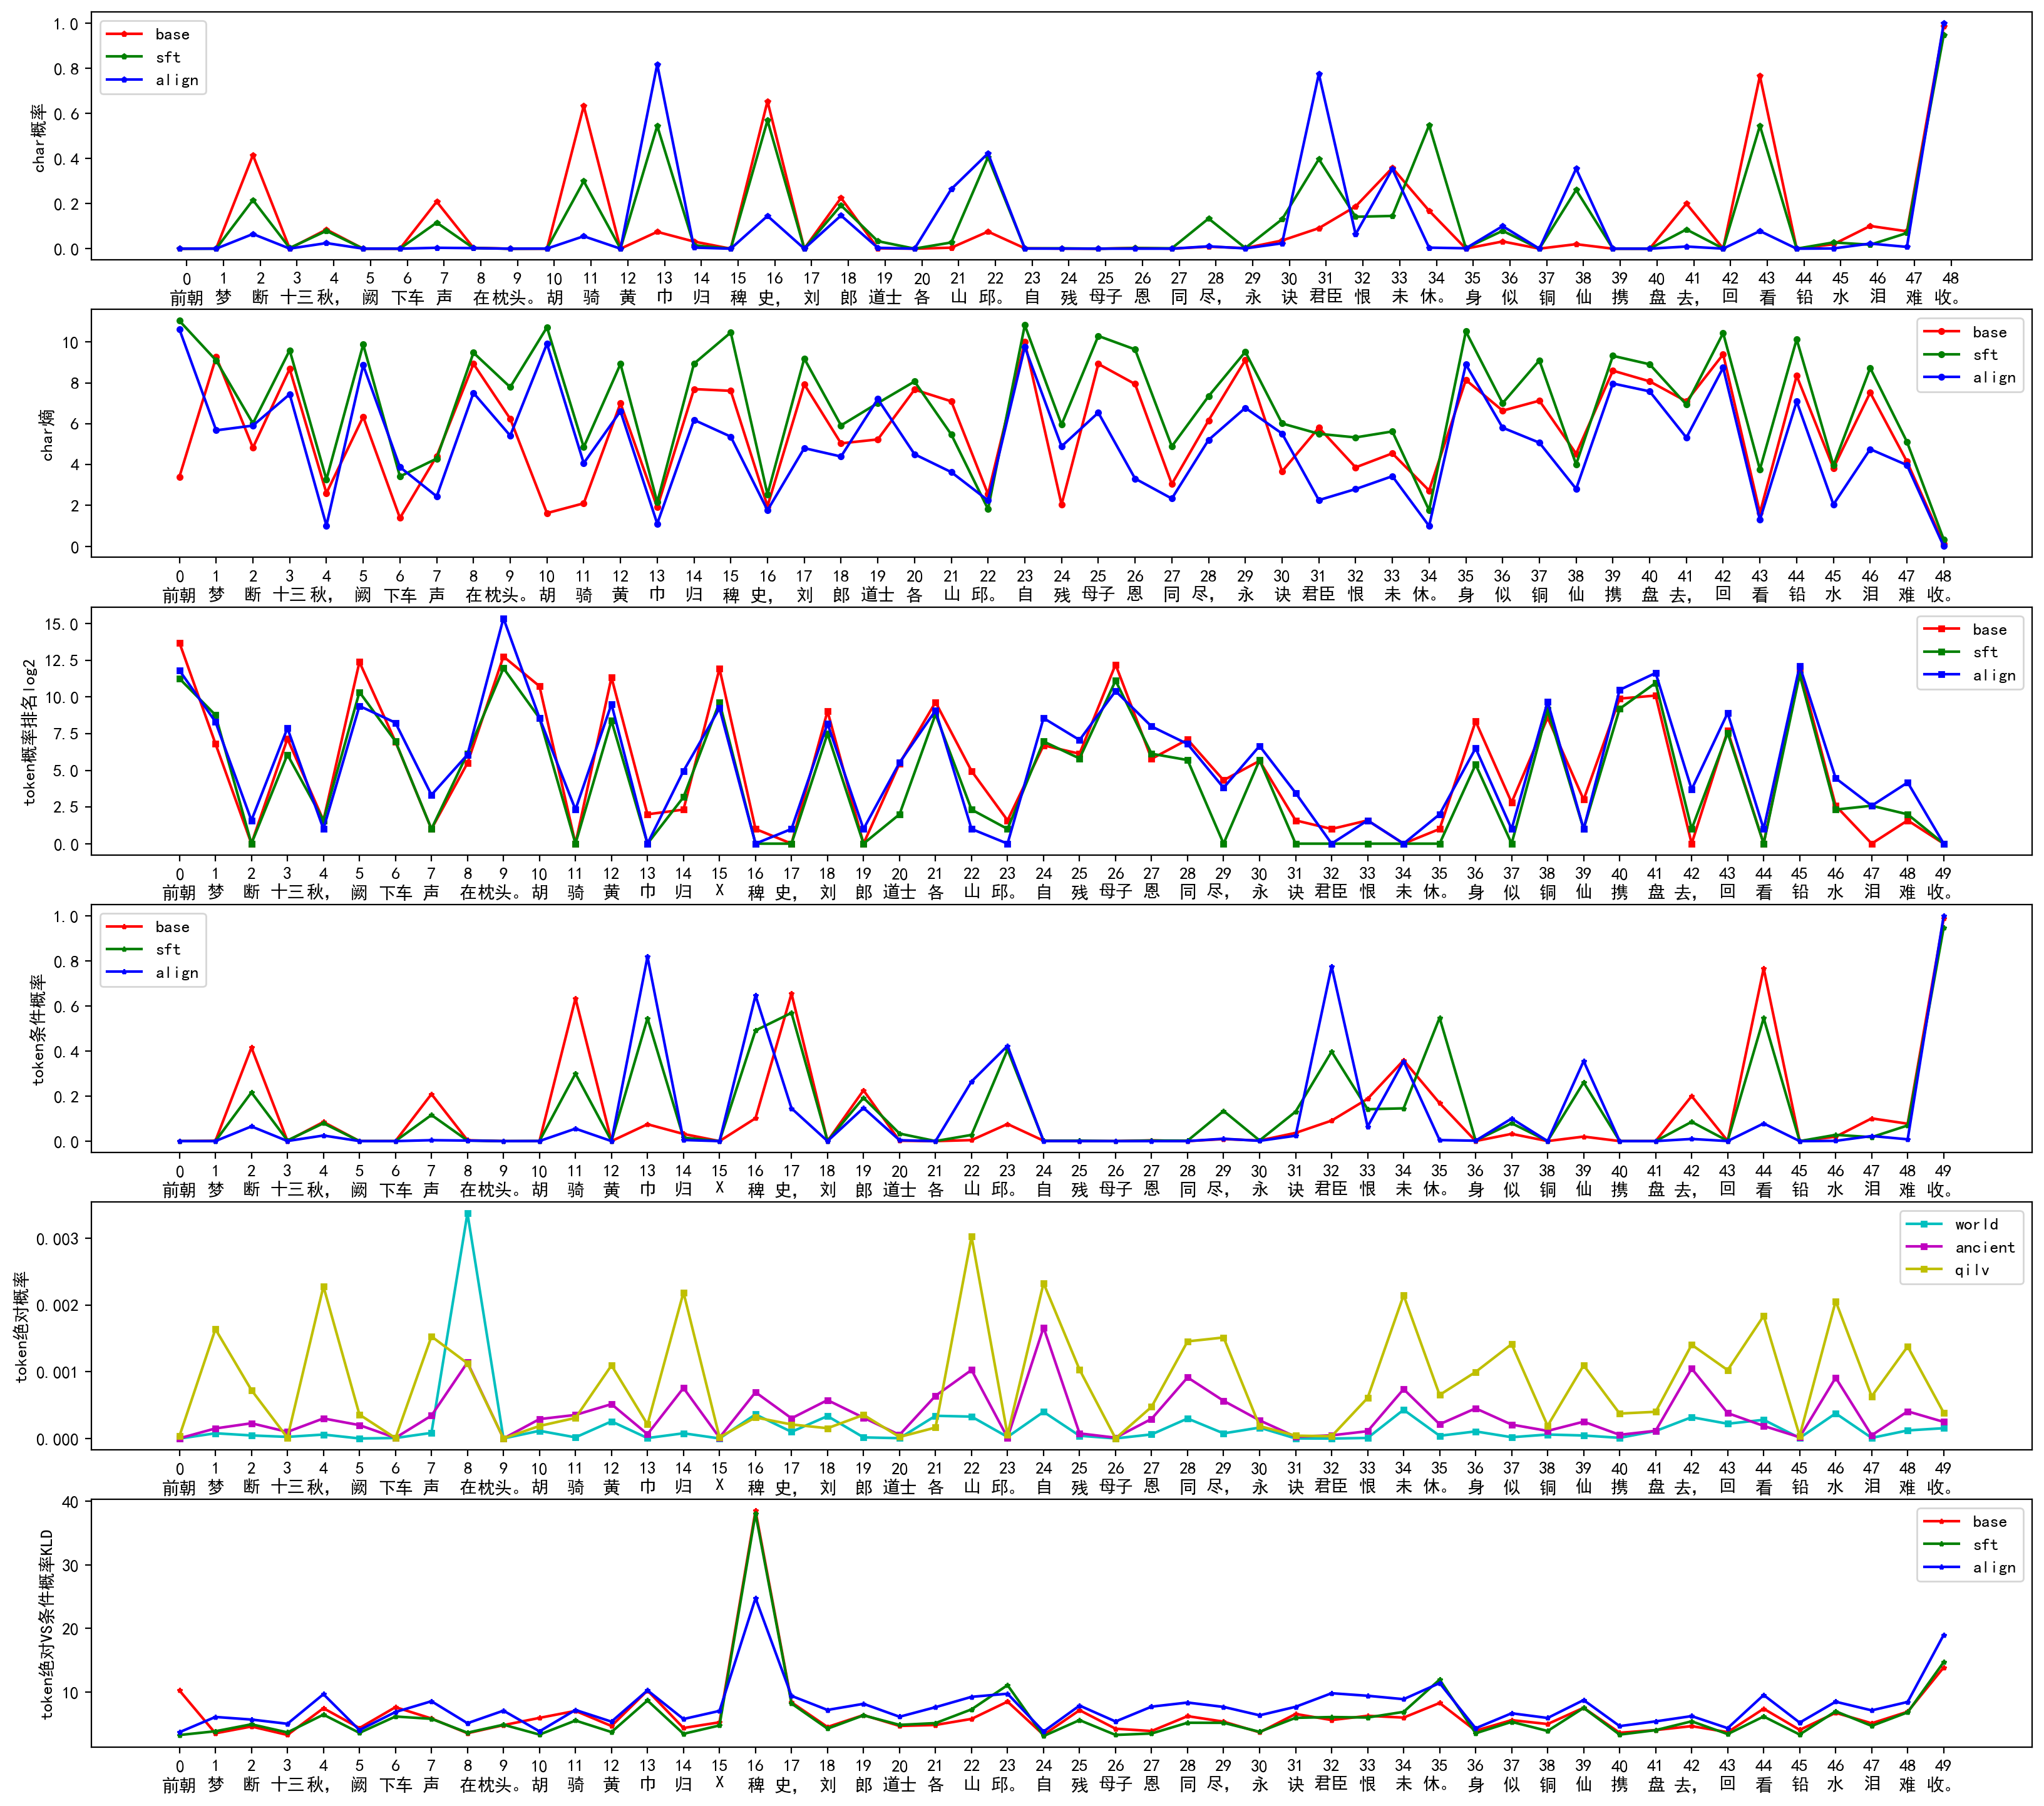 char概率
1.0
0.8
0.6
0.4
0.2
0.0
base
sft
align
0 1 2 3 4 5 6 7 8 9 10 11 12 13 14 15 16 17 18 19 20 21 22 23 24 25 26 27 28 29 30 31 32 33 34 35 36 37 38 39 40 41 42 43 44 45 46 47 48
前朝 梦 断 十三 秋， 阙 下车 声 在 枕头。 胡 骑 黄 巾 归 稗 史， 刘 郎 道士 各 山 邱。 自 残 母子 恩 同 尽， 永 诀 君臣 恨 未 休。 身 似 铜 仙 携 盘 去， 回 看 铅 水 泪 难 收。
char熵
10
8
6
4
2
0
base
sft
align
0 1 2 3 4 5 6 7 8 9 10 11 12 13 14 15 16 17 18 19 20 21 22 23 24 25 26 27 28 29 30 31 32 33 34 35 36 37 38 39 40 41 42 43 44 45 46 47 48
前朝 梦 断 十三 秋， 阙 下车 声 在 枕头。 胡 骑 黄 巾 归 稗 史， 刘 郎 道士 各 山 邱。 自 残 母子 恩 同 尽， 永 诀 君臣 恨 未 休。 身 似 铜 仙 携 盘 去， 回 看 铅 水 泪 难 收。
token概率排名log2
15.0
12.5
10.0
7.5
5.0
2.5
0.0
base
sft
align
0 1 2 3 4 5 6 7 8 9 10 11 12 13 14 15 16 17 18 19 20 21 22 23 24 25 26 27 28 29 30 31 32 33 34 35 36 37 38 39 40 41 42 43 44 45 46 47 48 49
前朝 梦 断 十三 秋， 阙 下车 声 在 枕头。 胡 骑 黄 巾 归 X 稗 史， 刘 郎 道士 各 山 邱。 自 残 母子 恩 同 尽， 永 诀 君臣 恨 未 休。 身 似 铜 仙 携 盘 去， 回 看 铅 水 泪 难 收。
token条件概率
1.0
0.8
0.6
0.4
0.2
0.0
base
sft
align
0 1 2 3 4 5 6 7 8 9 10 11 12 13 14 15 16 17 18 19 20 21 22 23 24 25 26 27 28 29 30 31 32 33 34 35 36 37 38 39 40 41 42 43 44 45 46 47 48 49
前朝 梦 断 十三 秋， 阙 下车 声 在 枕头。 胡 骑 黄 巾 归 X 稗 史， 刘 郎 道士 各 山 邱。 自 残 母子 恩 同 尽， 永 诀 君臣 恨 未 休。 身 似 铜 仙 携 盘 去， 回 看 铅 水 泪 难 收。
token绝对概率
0.003
0.002
0.001
0.000
world
ancient
qilv
0 1 2 3 4 5 6 7 8 9 10 11 12 13 14 15 16 17 18 19 20 21 22 23 24 25 26 27 28 29 30 31 32 33 34 35 36 37 38 39 40 41 42 43 44 45 46 47 48 49
前朝 梦 断 十三 秋， 阙 下车 声 在 枕头。 胡 骑 黄 巾 归 X 稗 史， 刘 郎 道士 各 山 邱。 自 残 母子 恩 同 尽， 永 诀 君臣 恨 未 休。 身 似 铜 仙 携 盘 去， 回 看 铅 水 泪 难 收。
token绝对VS条件概率KLD
40
30
20
10
base
sft
align
0 1 2 3 4 5 6 7 8 9 10 11 12 13 14 15 16 17 18 19 20 21 22 23 24 25 26 27 28 29 30 31 32 33 34 35 36 37 38 39 40 41 42 43 44 45 46 47 48 49
前朝 梦 断 十三 秋， 阙 下车 声 在 枕头。 胡 骑 黄 巾 归 X 稗 史， 刘 郎 道士 各 山 邱。 自 残 母子 恩 同 尽， 永 诀 君臣 恨 未 休。 身 似 铜 仙 携 盘 去， 回 看 铅 水 泪 难 收。